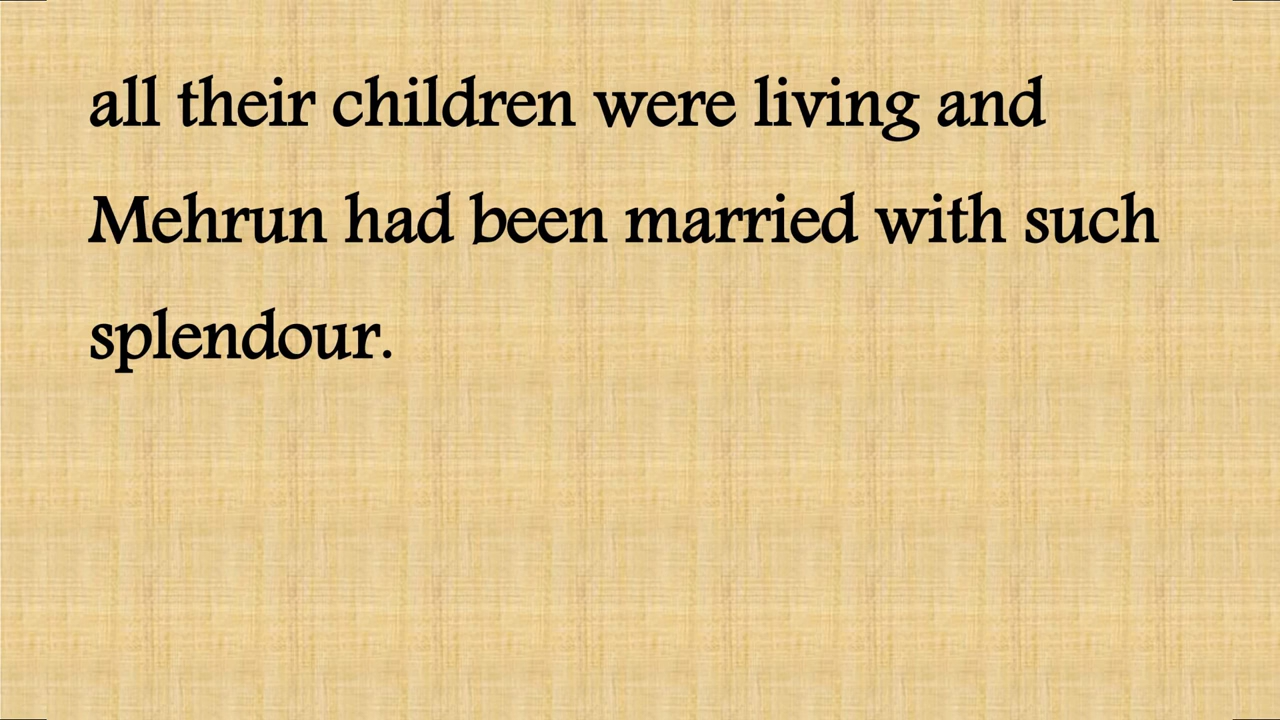 all their children were living and
Mehrun had been married with such
splendour.